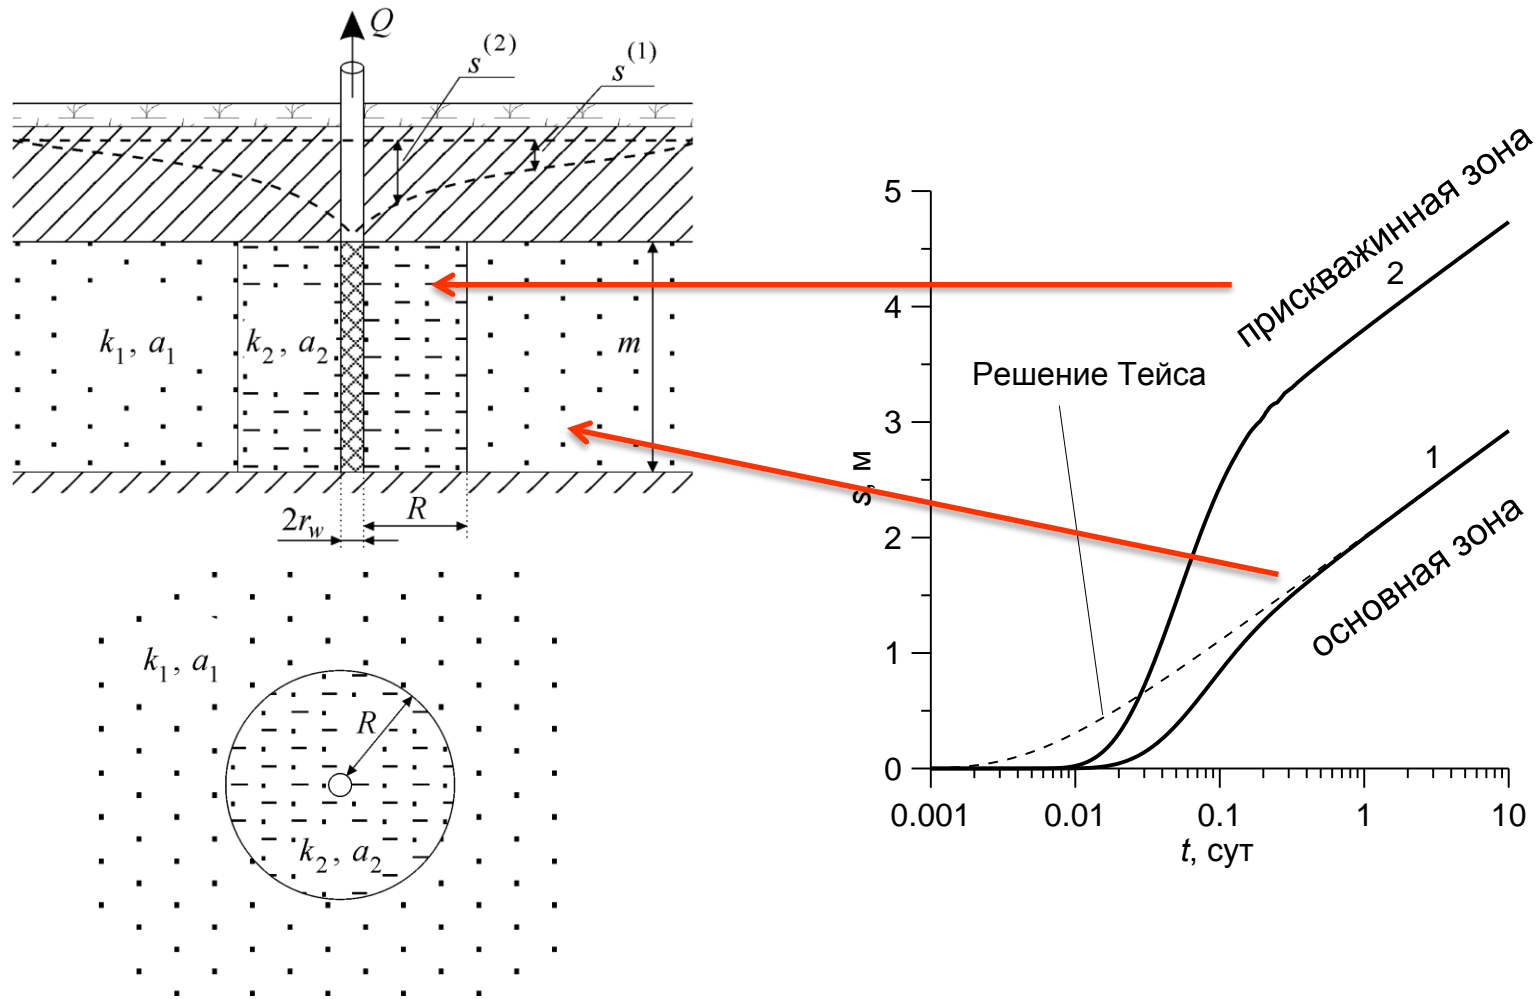 Q
s(2)
s(1)
k1, a1
k2, a2
m
2rw
R
k1, a1
R
k2, a2
s, м
5
4
3
2
1
0
0.001
0.01
0.1
1
10
t, сут
Решение Тейса
прискважинная зона
2
1
основная зона